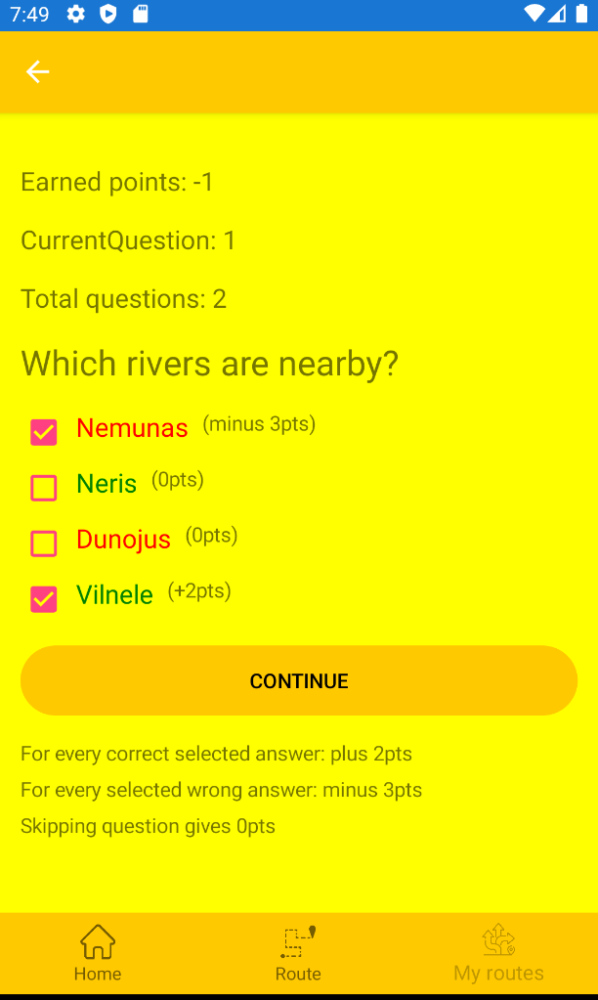 7:49
Earned points: -1
CurrentQuestion: 1
Total questions: 2
Which rivers are nearby?
Nemunas (minus 3pts)
Neris (0pts)
Dunojus (0pts)
Vilnele (+2pts)
CONTINUE
For every correct selected answer: plus 2pts
For every selected wrong answer: minus 3pts
Skipping question gives 0pts
Home Route My routes